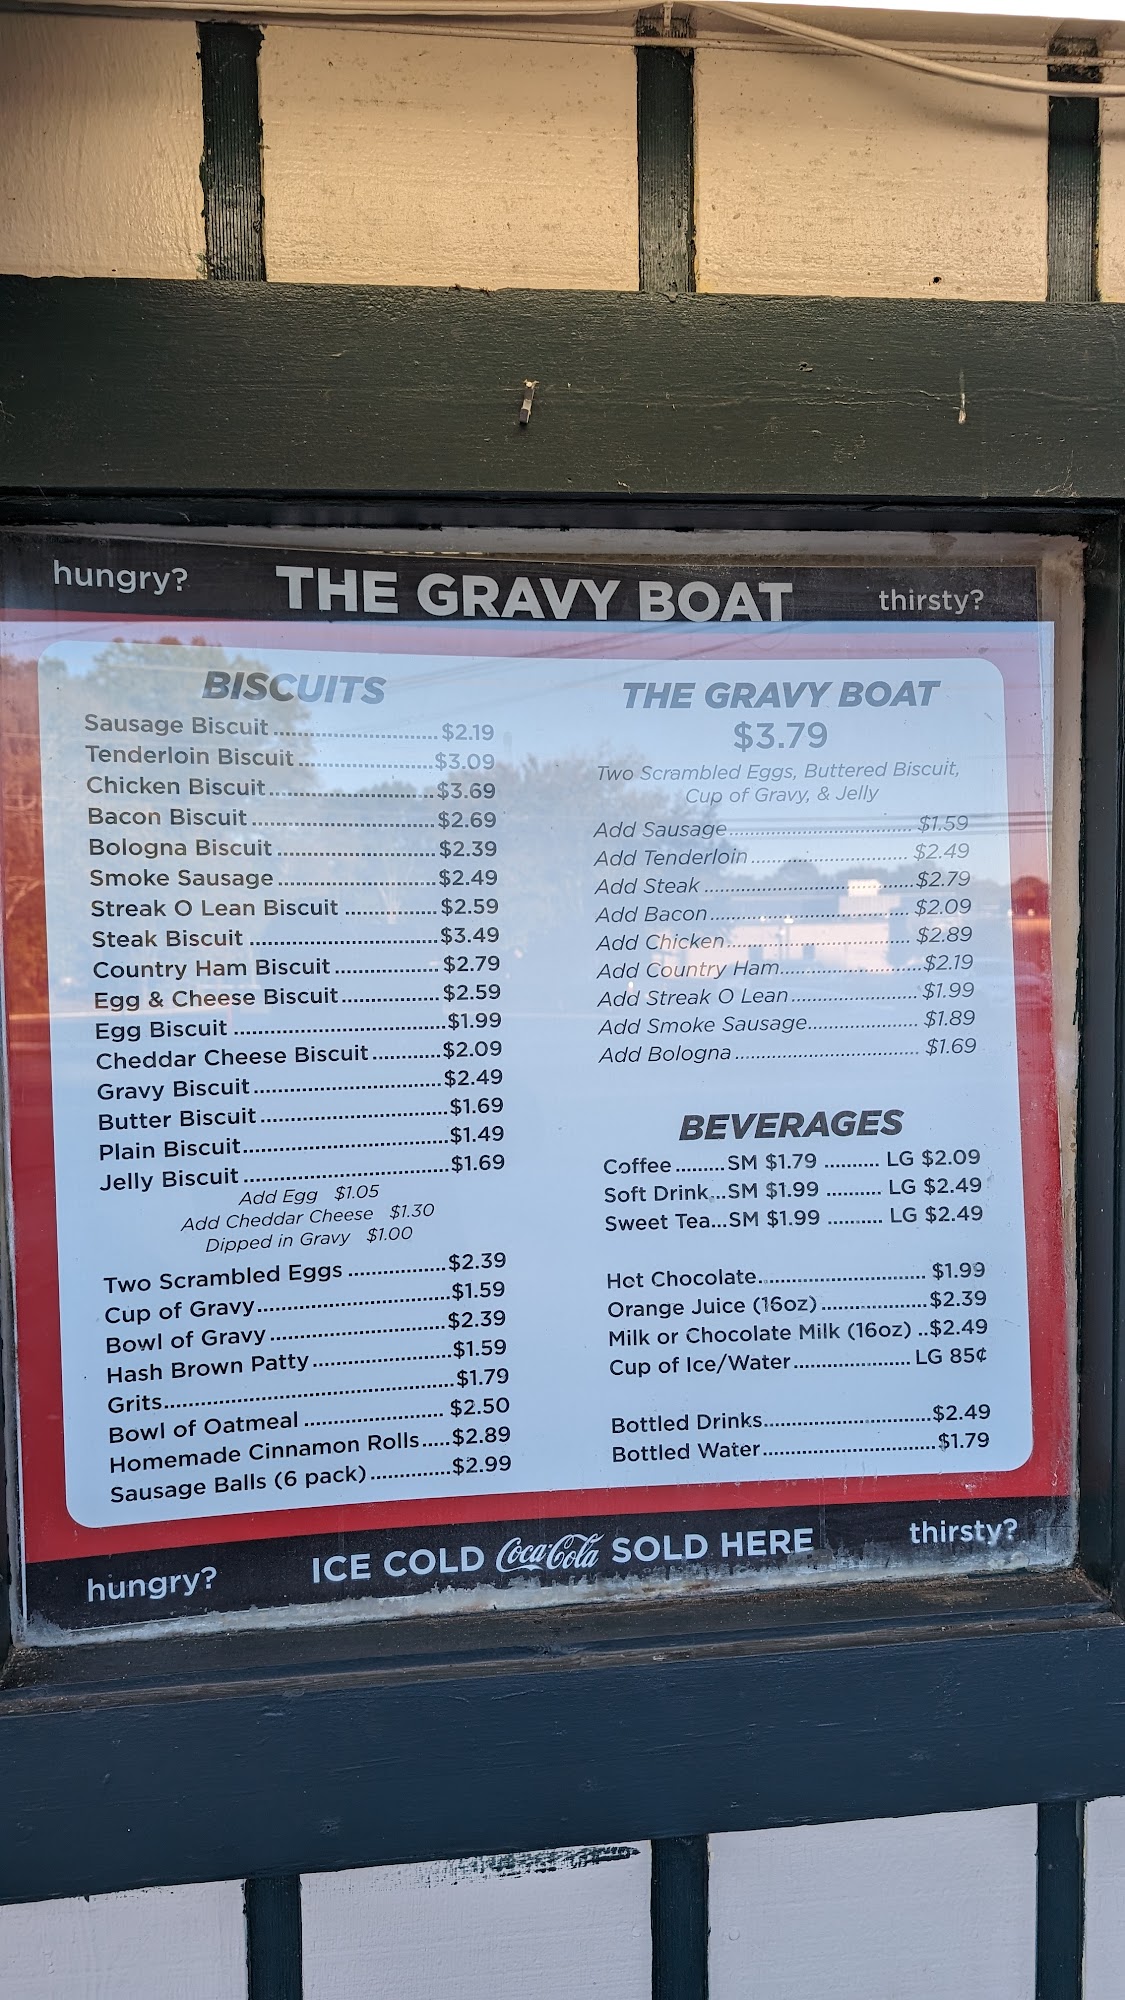 hungry? THE GRAVY BOAT thirsty?
BISCUITS
Sausage Biscuit ............ $2.19
Tenderloin Biscuit ............ $3.09
Chicken Biscuit ............ $3.69
Bacon Biscuit ............ $2.69
Bologna Biscuit ............ $2.39
Smoke Sausage ............ $2.49
Streak O Lean Biscuit ............ $2.59
Steak Biscuit ............ $3.49
Country Ham Biscuit ............ $2.79
Egg & Cheese Biscuit ............ $2.59
Egg Biscuit ............ $1.99
Cheddar Cheese Biscuit ............ $2.09
Gravy Biscuit ............ $2.49
Butter Biscuit ............ $1.69
Plain Biscuit ............ $1.49
Jelly Biscuit ............ $1.69
Add Egg $1.05
Add Cheddar Cheese $1.30
Dipped in Gravy $1.00
Two Scrambled Eggs ............ $2.39
Cup of Gravy ............ $1.59
Bowl of Gravy ............ $2.39
Hash Brown Patty ............ $1.59
Grits ............ $1.79
Bowl of Oatmeal ............ $2.50
Homemade Cinnamon Rolls ..... $2.89
Sausage Balls (6 pack) ............ $2.99
THE GRAVY BOAT
$3.79
Two Scrambled Eggs, Buttered Biscuit,
Cup of Gravy, & Jelly
Add Sausage ............ $1.59
Add Tenderloin ............ $2.49
Add Steak ............ $2.79
Add Bacon ............ $2.09
Add Chicken ............ $2.89
Add Country Ham ............ $2.19
Add Streak O Lean ............ $1.99
Add Smoke Sausage ............ $1.89
Add Bologna ............ $1.69
BEVERAGES
Coffee ......... SM $1.79 .......... LG $2.09
Soft Drink... SM $1.99 .......... LG $2.49
Sweet Tea... SM $1.99 .......... LG $2.49
Hot Chocolate ............ $1.99
Orange Juice (16oz) ............ $2.39
Milk or Chocolate Milk (16oz) .. $2.49
Cup of Ice/Water ............ LG 85¢
Bottled Drinks ............ $2.49
Bottled Water ............ $1.79
hungry? ICE COLD Coca-Cola SOLD HERE thirsty?